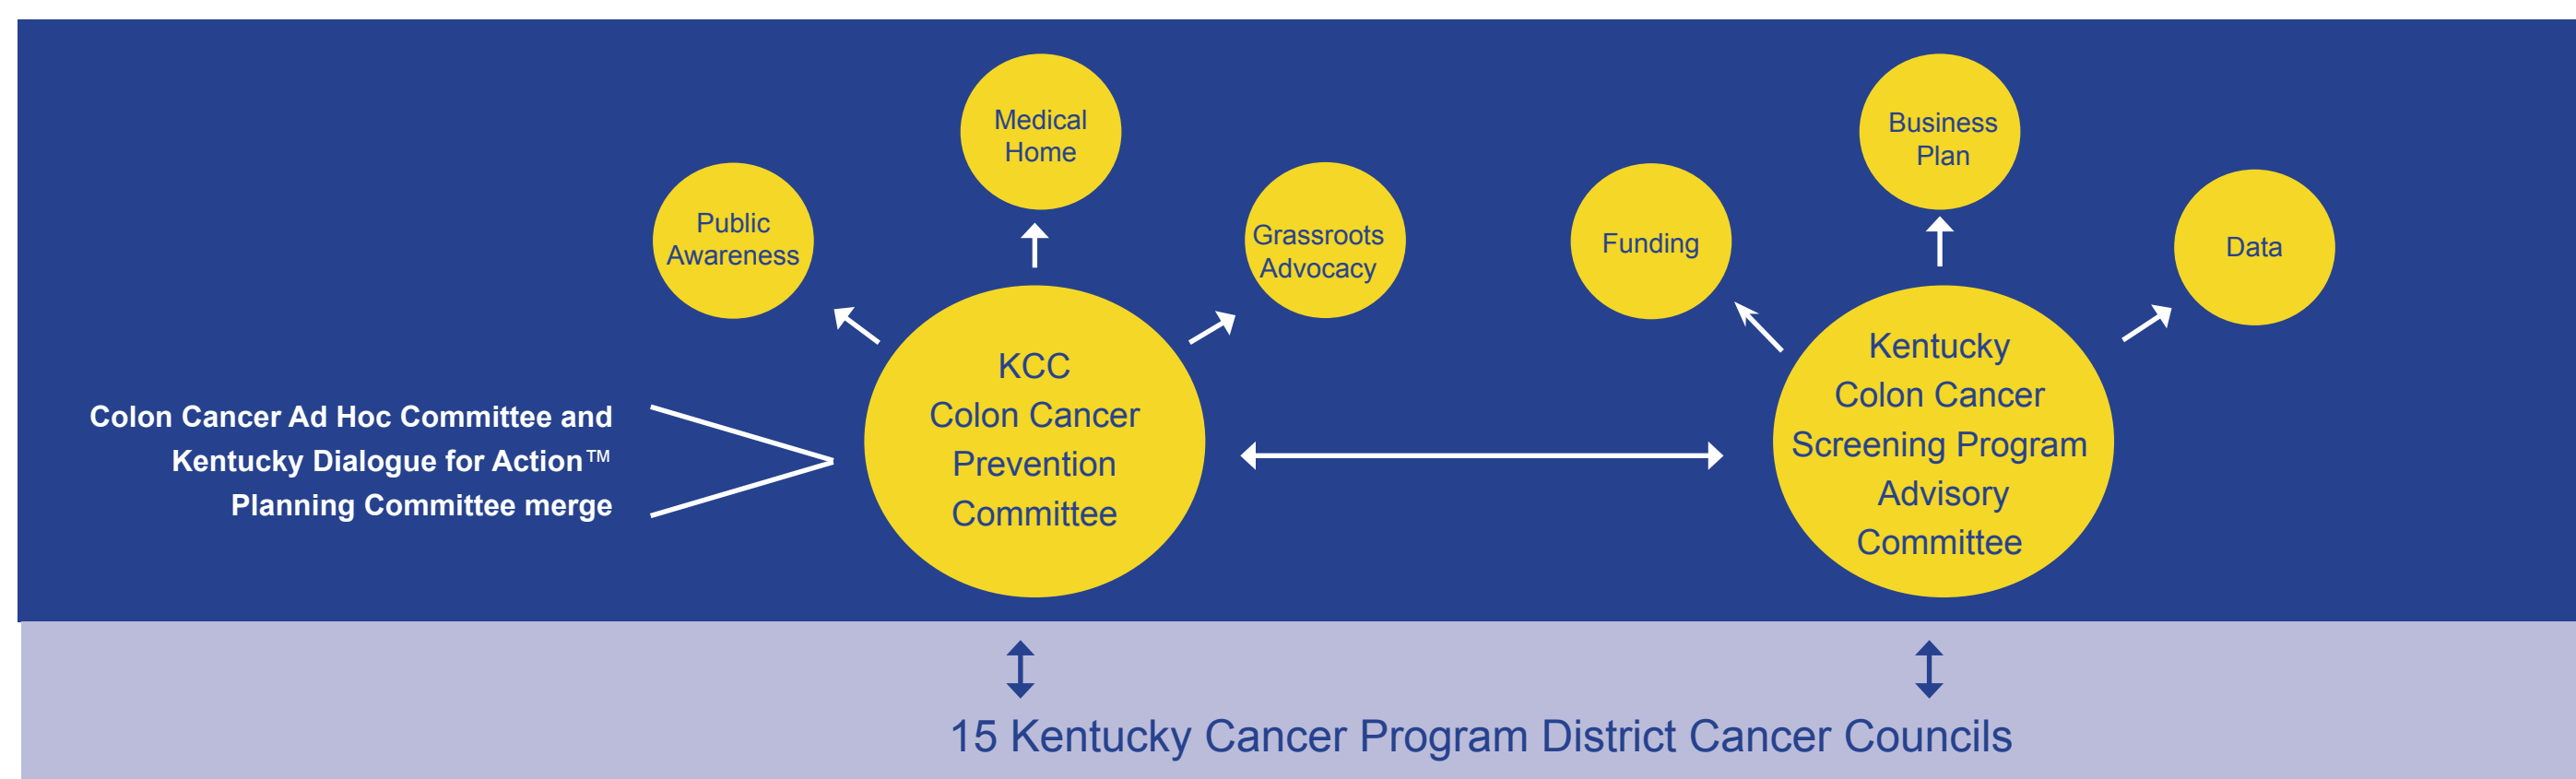 Medical
Home
Business
Plan
Public
Awareness
Grassroots
Advocacy
Funding
Data
Colon Cancer Ad Hoc Committee and
Kentucky Dialogue for Action™
Planning Committee merge
KCC
Colon Cancer
Prevention
Committee
Kentucky
Colon Cancer
Screening Program
Advisory
Committee
15 Kentucky Cancer Program District Cancer Councils